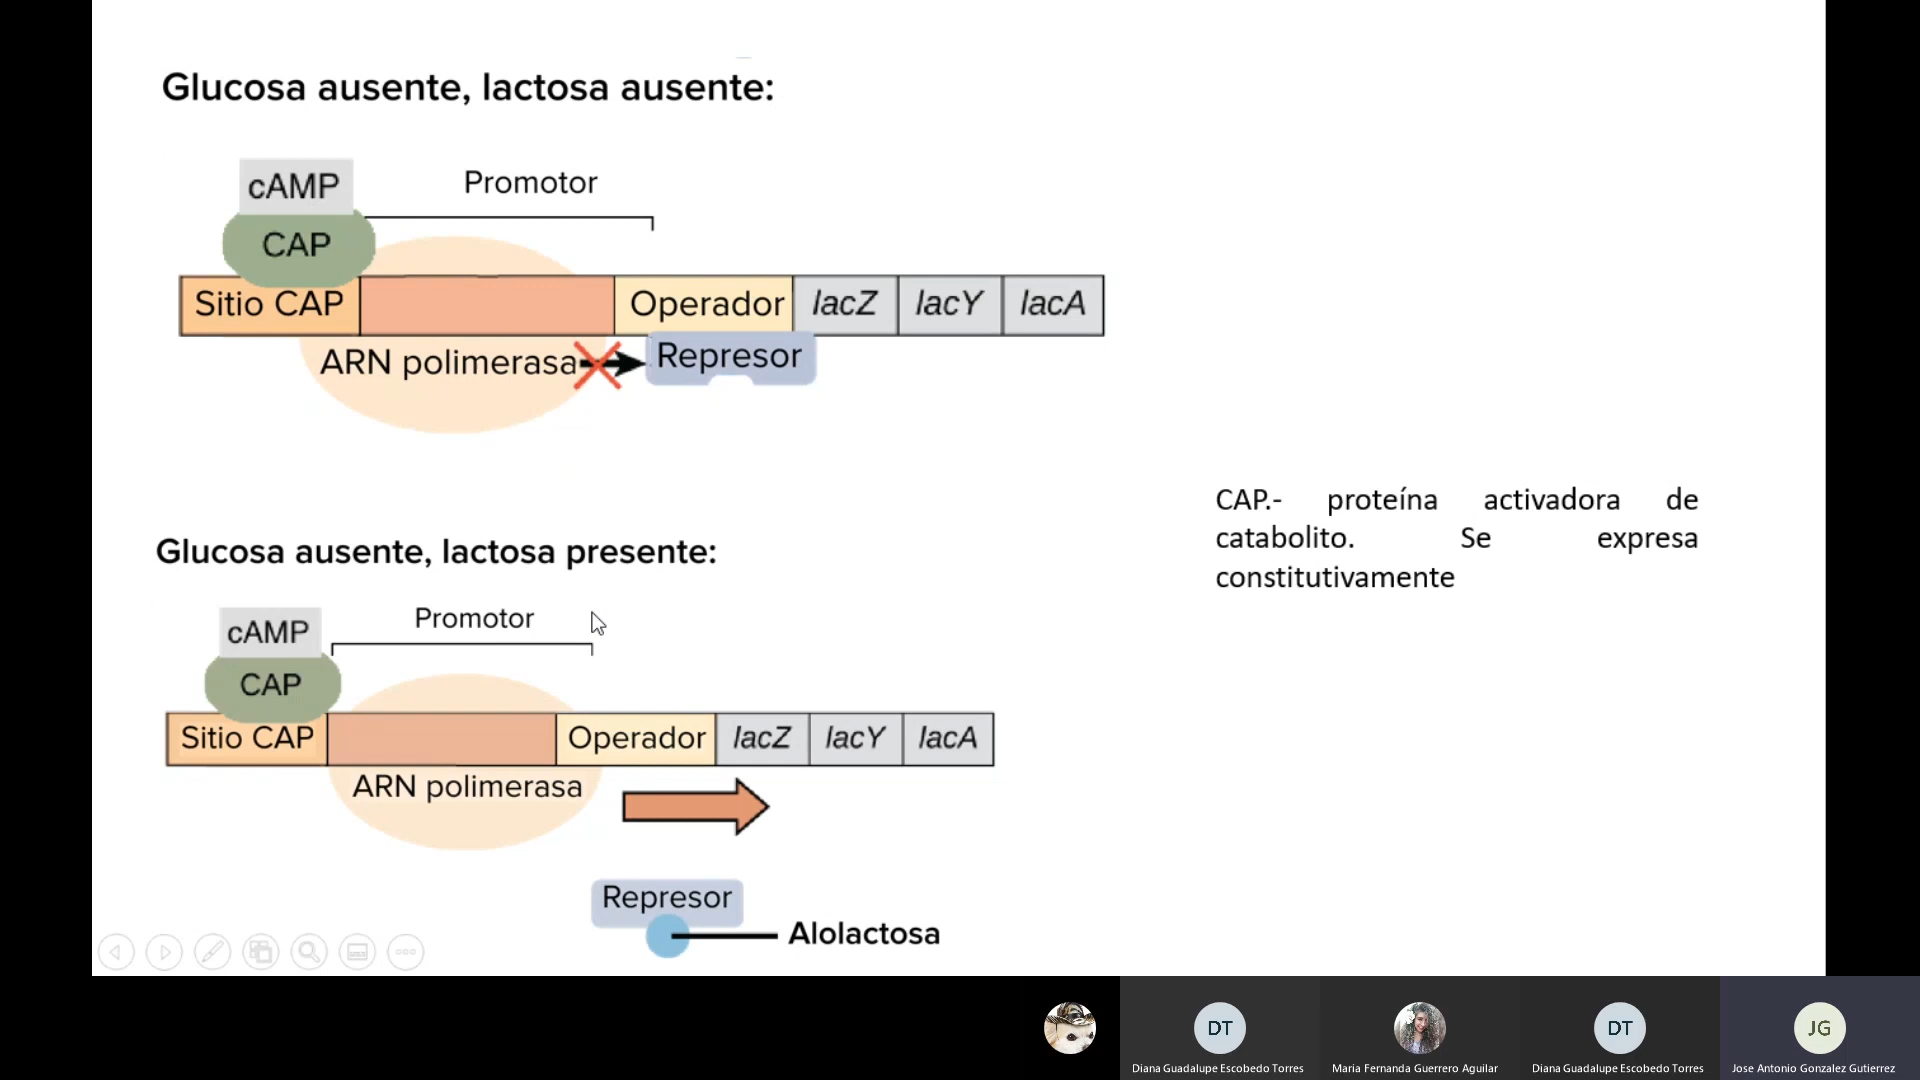 Glucosa ausente, lactosa ausente:
cAMP
Promotor
CAP
Sitio CAP
Operador
lacZ
lacY
lacA
ARN polimerasa
Represor
CAP.- proteína activadora de
catabolito. Se expresa
constitutivamente
Glucosa ausente, lactosa presente:
cAMP
Promotor
CAP
Sitio CAP
Operador
lacZ
lacY
lacA
ARN polimerasa
Represor
Alolactosa
DT
DT
JG
Diana Guadalupe Escobedo Torres
Maria Fernanda Guerrero Aguilar
Diana Guadalupe Escobedo Torres
Jose Antonio Gonzalez Gutierrez